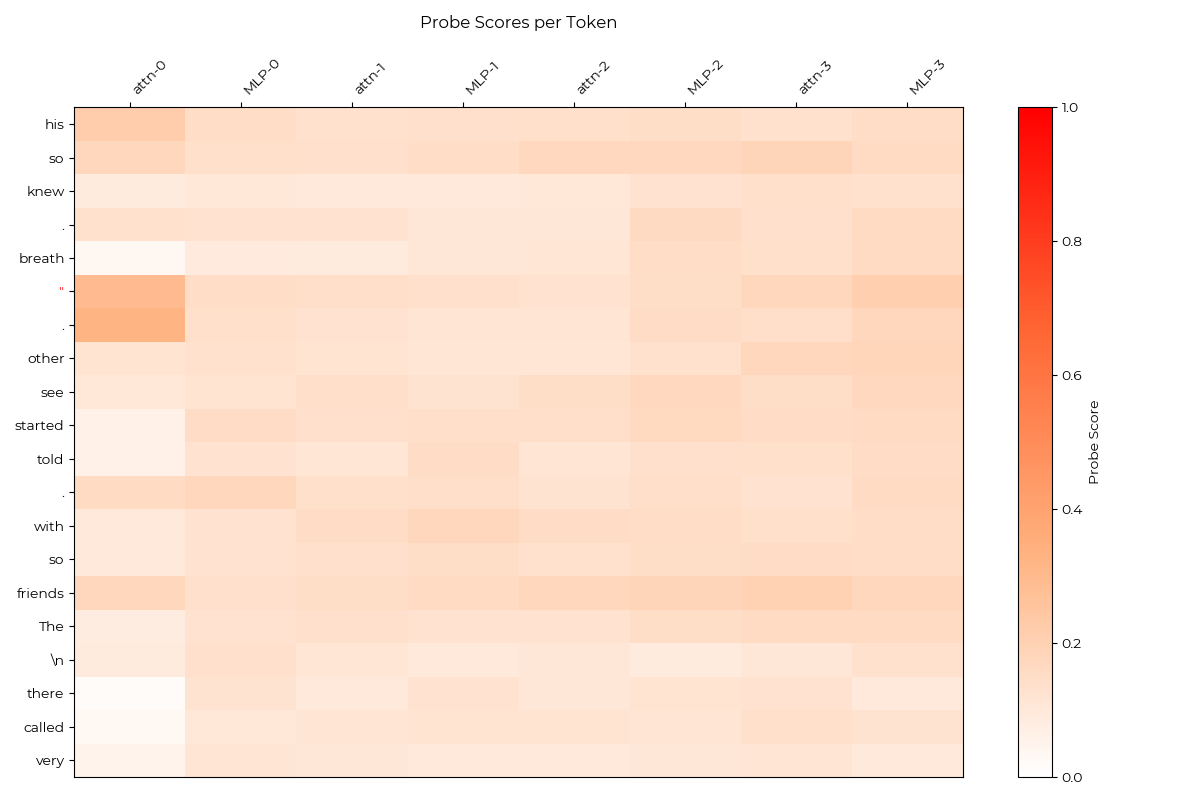 Probe Scores per Token
attn-0 MLP-0 attn-1 MLP-1 attn-2 MLP-2 attn-3 MLP-3
his
so
knew
.
breath
"
.
other
see
started
told
.
with
so
friends
The
\n
there
called
very
1.0
0.8
0.6
0.4
0.2
0.0
Probe Score